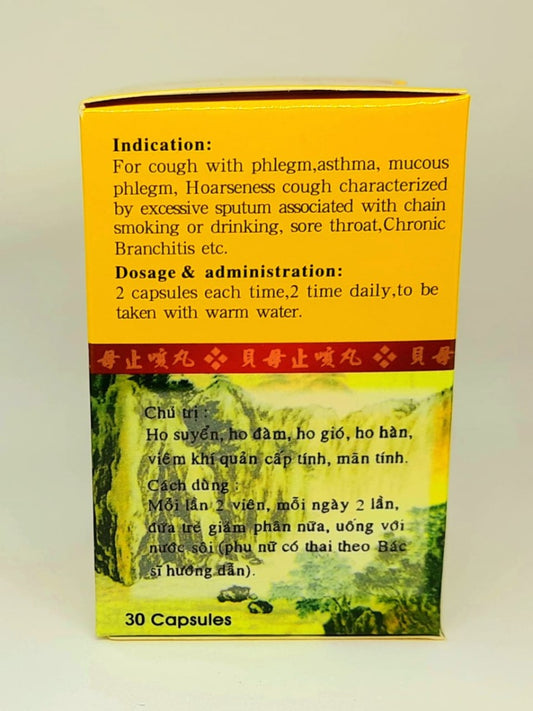 Indication:
For cough with phlegm,asthma, mucous
phlegm, Hoarseness cough characterized
by excessive sputum associated with chain
smoking or drinking, sore throat,Chronic
Branchitis etc.
Dosage & administration:
2 capsules each time,2 time daily,to be
taken with warm water.
母止咳丸❖貝母止咳丸❖貝母
Chủ trị :
Ho suyển, ho đàm, ho gió, ho hàn,
viêm khí quản cấp tính, mãn tính.
Cách dùng :
Mỗi lần 2 viên, mỗi ngày 2 lần,
đứa trẻ giảm phân nữa, uống với
nước sôi (phụ nữ có thai theo Bác
sĩ hướng dẫn).
30 Capsules